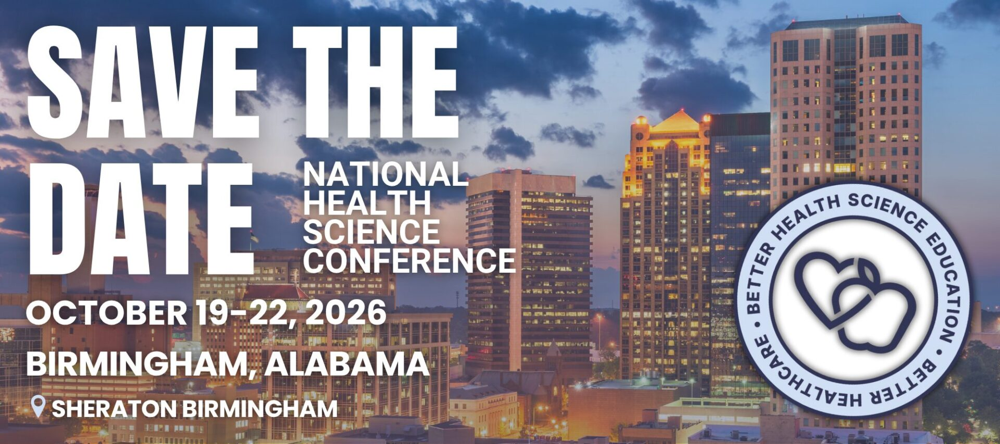 SAVE THE
DATE
NATIONAL
HEALTH
SCIENCE
CONFERENCE
OCTOBER 19-22, 2026
BIRMINGHAM, ALABAMA
SHERATON BIRMINGHAM
• BETTER HEALTH SCIENCE EDUCATION • BETTER HEALTHCARE